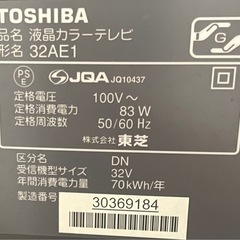 TOSHIBA
品名 液晶カラーテレビ
形名 32AE1
PS
E
JQA JQ10437
定格電圧 100V～
定格消費電力 83 W
定格周波数 50/60 Hz
株式会社 東芝
区分名 DN
受信機型サイズ 32V
年間消費電力量 70kWh/年
製造番号 30369184
G